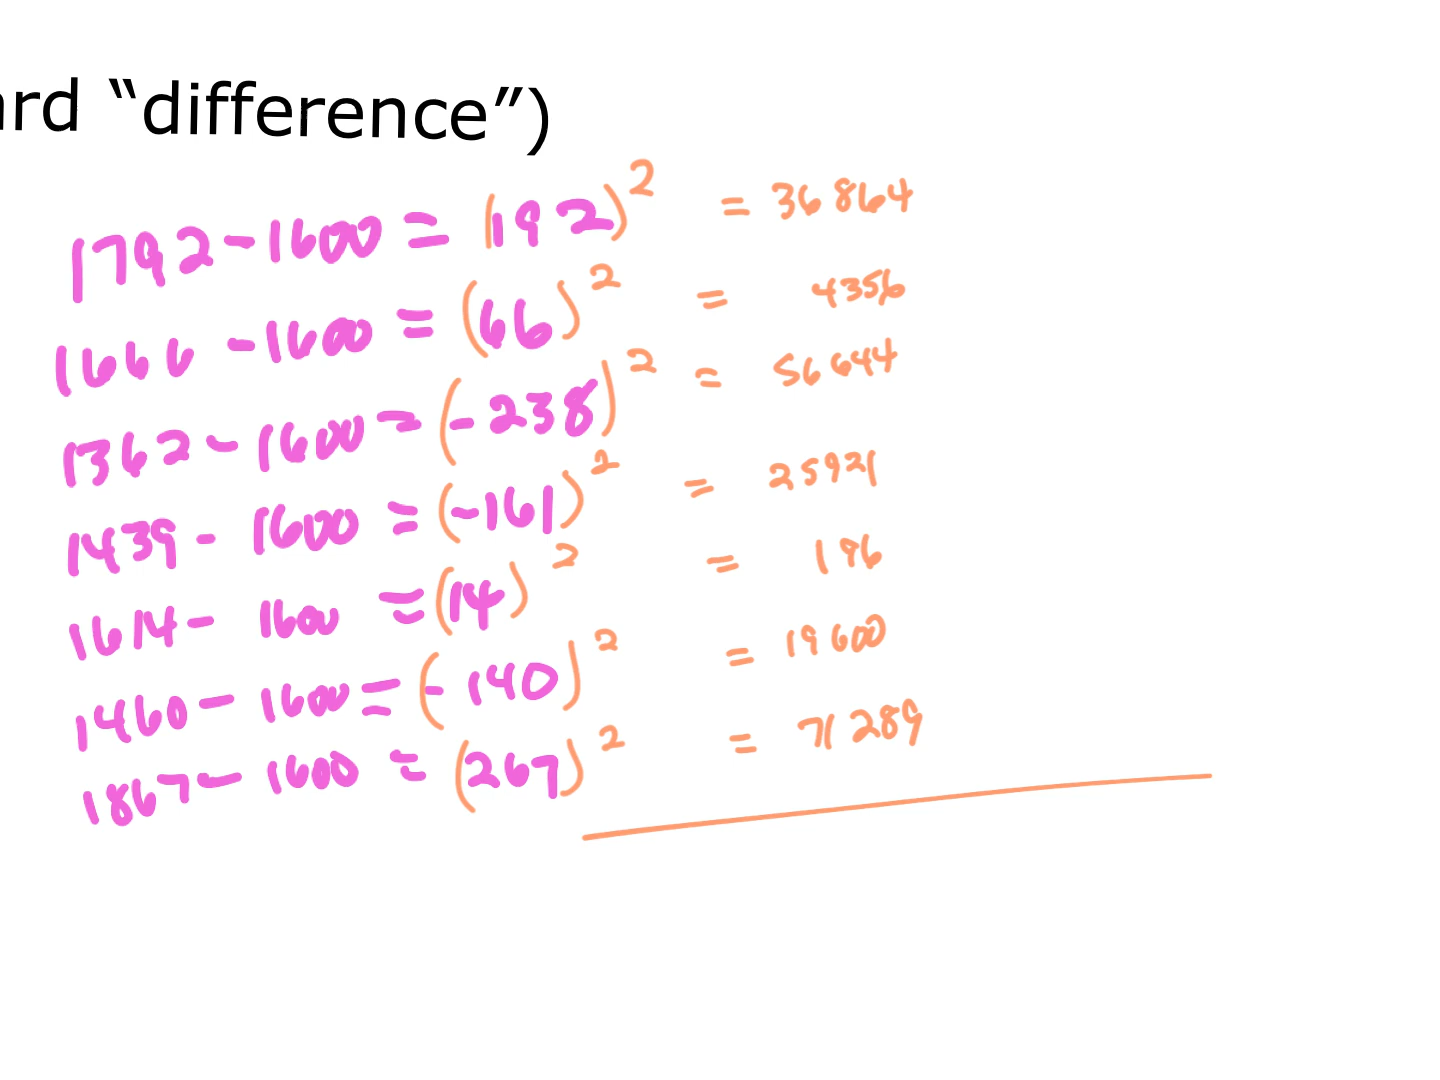 ard “difference”)
1792-1600 = (192)² = 36864
1666 -1600 = (66)² = 4356
1362-1600 = (-238)² = 56644
1439 - 1600 = (-161)² = 25921
1614 - 1600 = (14)² = 196
1460 - 1600 = (-140)² = 19600
1867 - 1600 = (267)² = 71289